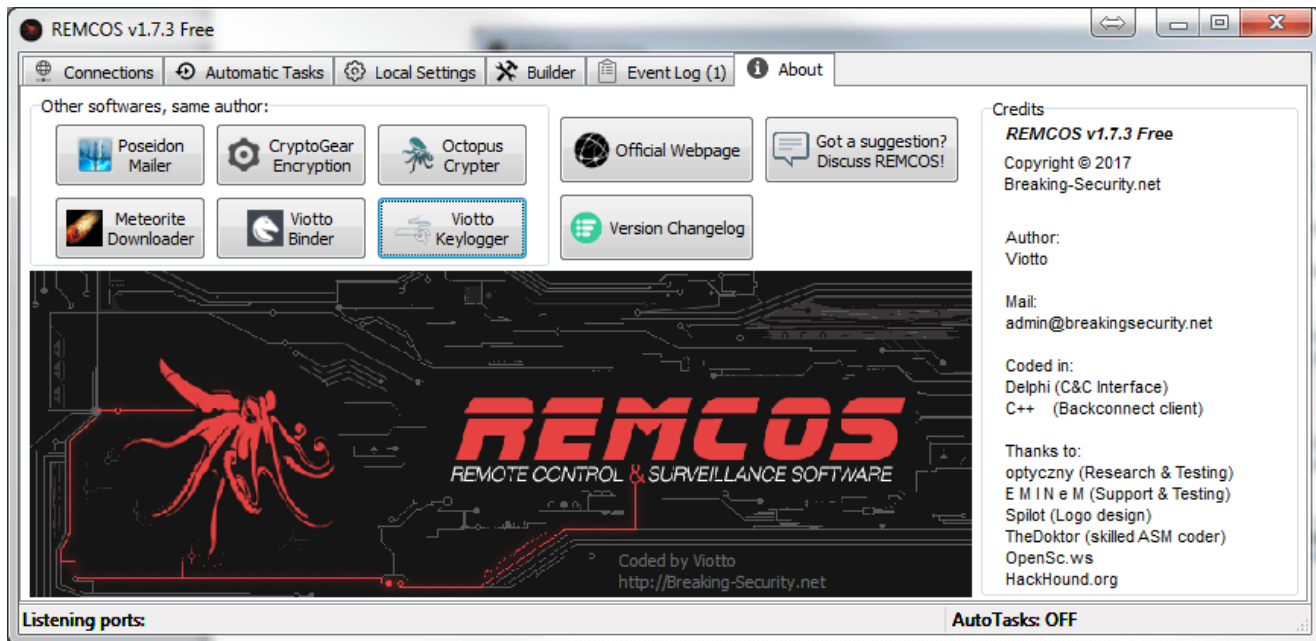 REMCOS v1.7.3 Free
Connections
Automatic Tasks
Local Settings
Builder
Event Log (1)
About
Other softwares, same author:
Poseidon
Mailer
CryptoGear
Encryption
Octopus
Crypter
Meteorite
Downloader
Viotto
Binder
Viotto
Keylogger
Official Webpage
Got a suggestion?
Discuss REMCOS!
Version Changelog
REMCOS
REMOTE CONTROL & SURVEILLANCE SOFTWARE
Coded by Viotto
http://Breaking-Security.net
Credits
REMCOS v1.7.3 Free
Copyright © 2017
Breaking-Security.net
Author:
Viotto
Mail:
admin@breakingsecurity.net
Coded in:
Delphi (C&C Interface)
C++ (Backconnect client)
Thanks to:
optyczny (Research & Testing)
E M I N e M (Support & Testing)
Spilot (Logo design)
TheDoktor (skilled ASM coder)
OpenSc.ws
HackHound.org
Listening ports:
AutoTasks: OFF